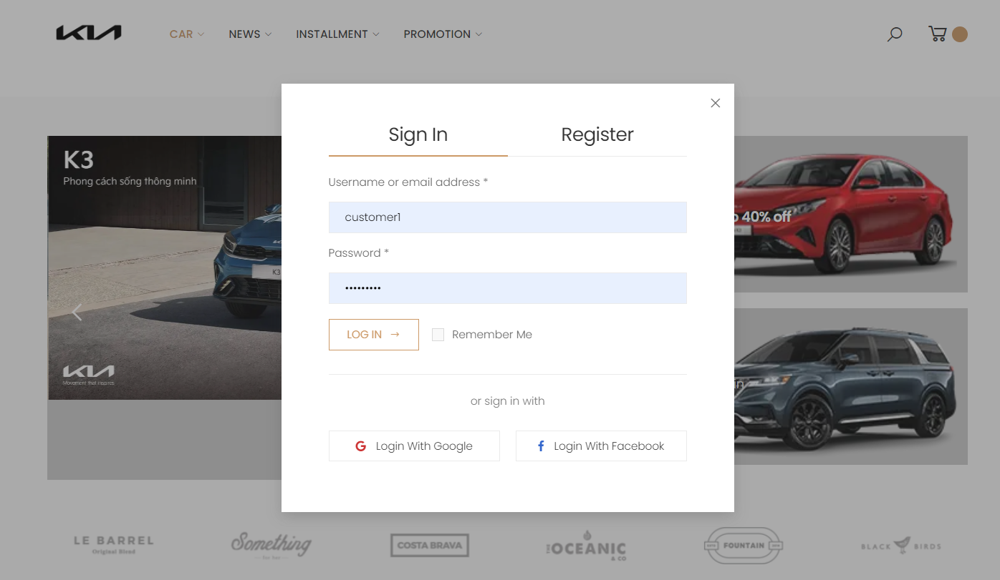 KIA
CAR
NEWS
INSTALLMENT
PROMOTION
Sign In
Register
Username or email address *
customer1
Password *
•••••••••
LOG IN →
Remember Me
or sign in with
Login With Google
Login With Facebook
K3
Phong cách sống thông minh
K3
KIA
Movement that inspires
40% off
in
LE BARREL
Original Blend
Something
COSTA BRAVA
THE
OCEANIC
& CO
FOUNTAIN
BLACK BIRDS